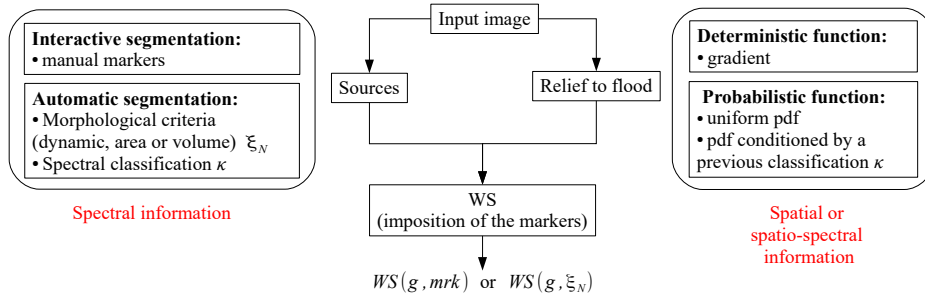 Input image
Interactive segmentation:
• manual markers
Automatic segmentation:
• Morphological criteria
(dynamic, area or volume) ξ_N
• Spectral classification κ
Spectral information
Sources
Relief to flood
WS
(imposition of the markers)
WS(g, mrk) or WS(g, ξ_N)
Deterministic function:
• gradient
Probabilistic function:
• uniform pdf
• pdf conditioned by a
previous classification κ
Spatial or
spatio-spectral
information